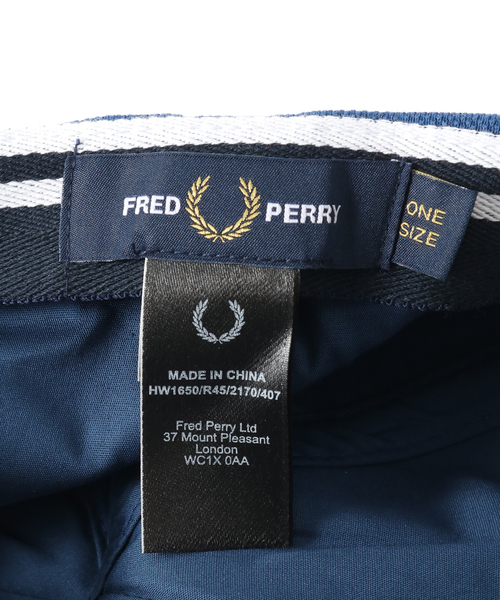 FRED PERRY
ONE
SIZE
MADE IN CHINA
HW1650/R45/2170/407
Fred Perry Ltd
37 Mount Pleasant
London
WC1X 0AA